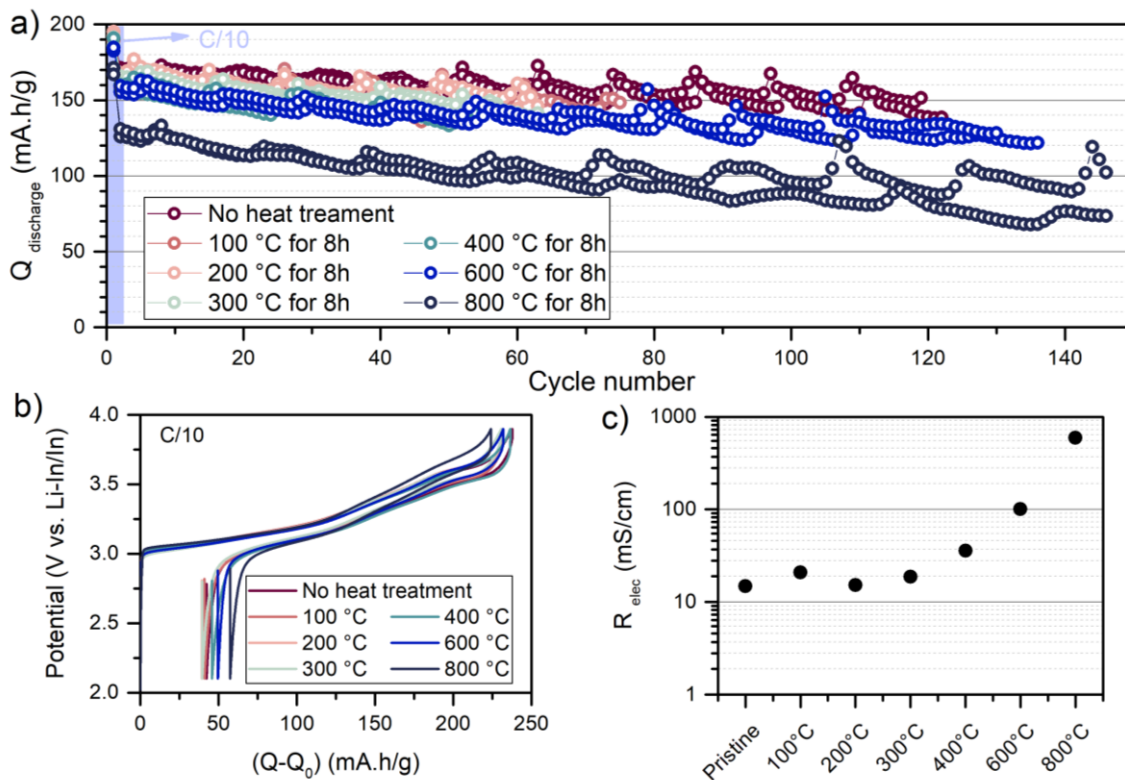 a)
200
150
100
50
0
Q discharge (mA.h/g)
C/10
No heat treament
100 °C for 8h
400 °C for 8h
200 °C for 8h
600 °C for 8h
300 °C for 8h
800 °C for 8h
0 20 40 60 80 100 120 140
Cycle number
b)
C/10
4.0
3.5
3.0
2.5
2.0
Potential (V vs. Li-In/In)
No heat treatment
100 °C
400 °C
200 °C
600 °C
300 °C
800 °C
0 50 100 150 200 250
(Q-Q0) (mA.h/g)
c)
1000
100
10
1
R elec (mS/cm)
Pristine 100°C 200°C 300°C 400°C 600°C 800°C